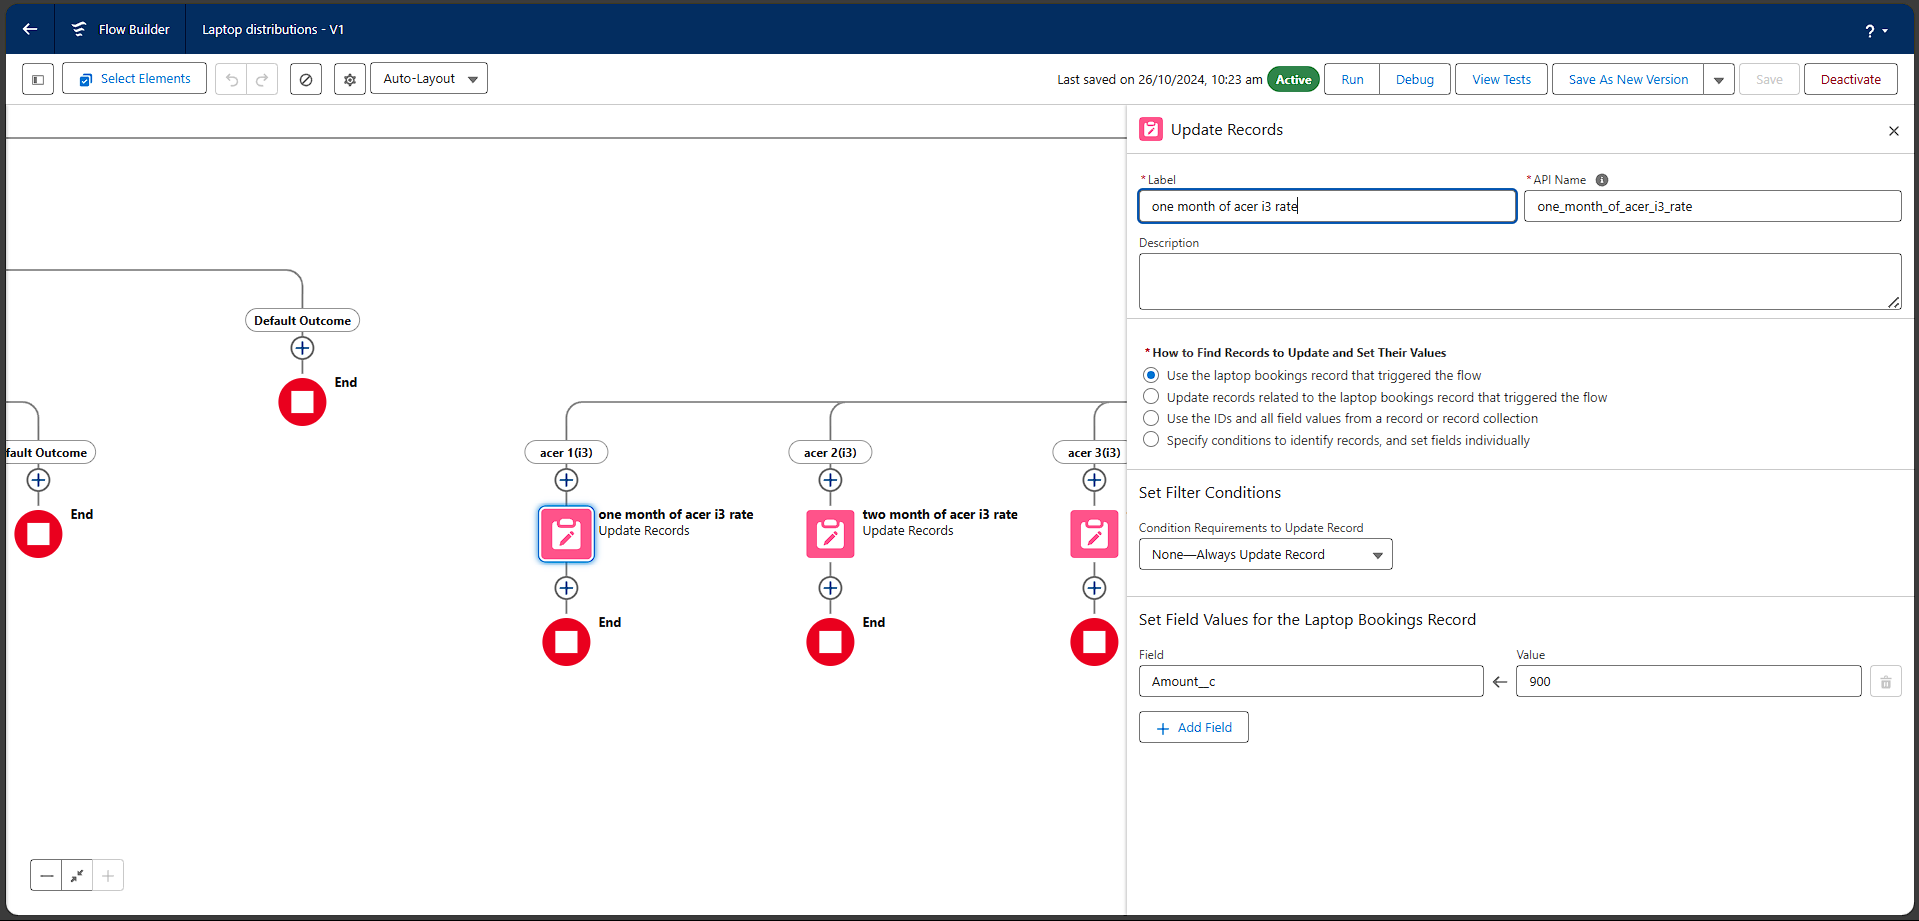 Flow Builder
Laptop distributions - V1
?
Select Elements
Auto-Layout
Last saved on 26/10/2024, 10:23 am
Active
Run
Debug
View Tests
Save As New Version
Save
Deactivate
Update Records
*Label
*API Name
one month of acer i3 rate
one_month_of_acer_i3_rate
Description
*How to Find Records to Update and Set Their Values
Use the laptop bookings record that triggered the flow
Update records related to the laptop bookings record that triggered the flow
Use the IDs and all field values from a record or record collection
Specify conditions to identify records, and set fields individually
Set Filter Conditions
Condition Requirements to Update Record
None—Always Update Record
Set Field Values for the Laptop Bookings Record
Field
Value
Amount__c
900
Add Field
Default Outcome
End
fault Outcome
End
acer 1(i3)
one month of acer i3 rate
Update Records
End
acer 2(i3)
two month of acer i3 rate
Update Records
End
acer 3(i3)